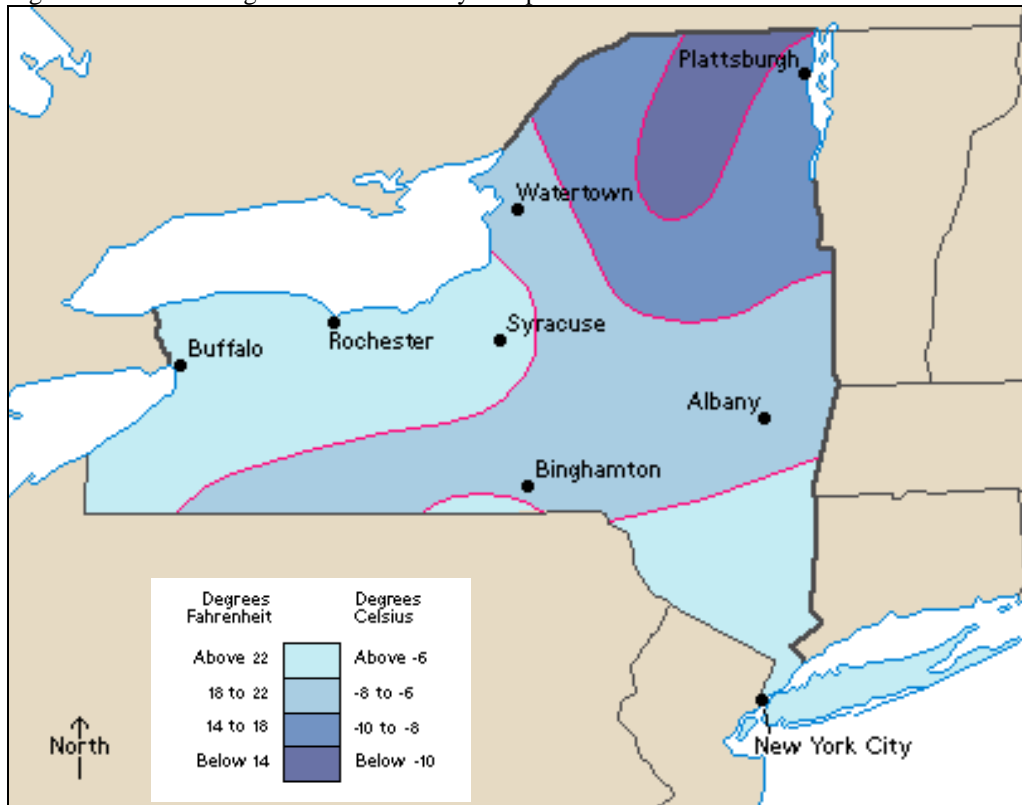 Plattsburgh
Watertown
Syracuse
Rochester
Buffalo
Albany
Binghamton
Degrees Fahrenheit
Degrees Celsius
Above 22
Above -6
18 to 22
-8 to -6
14 to 18
-10 to -8
Below 14
Below -10
North
New York City